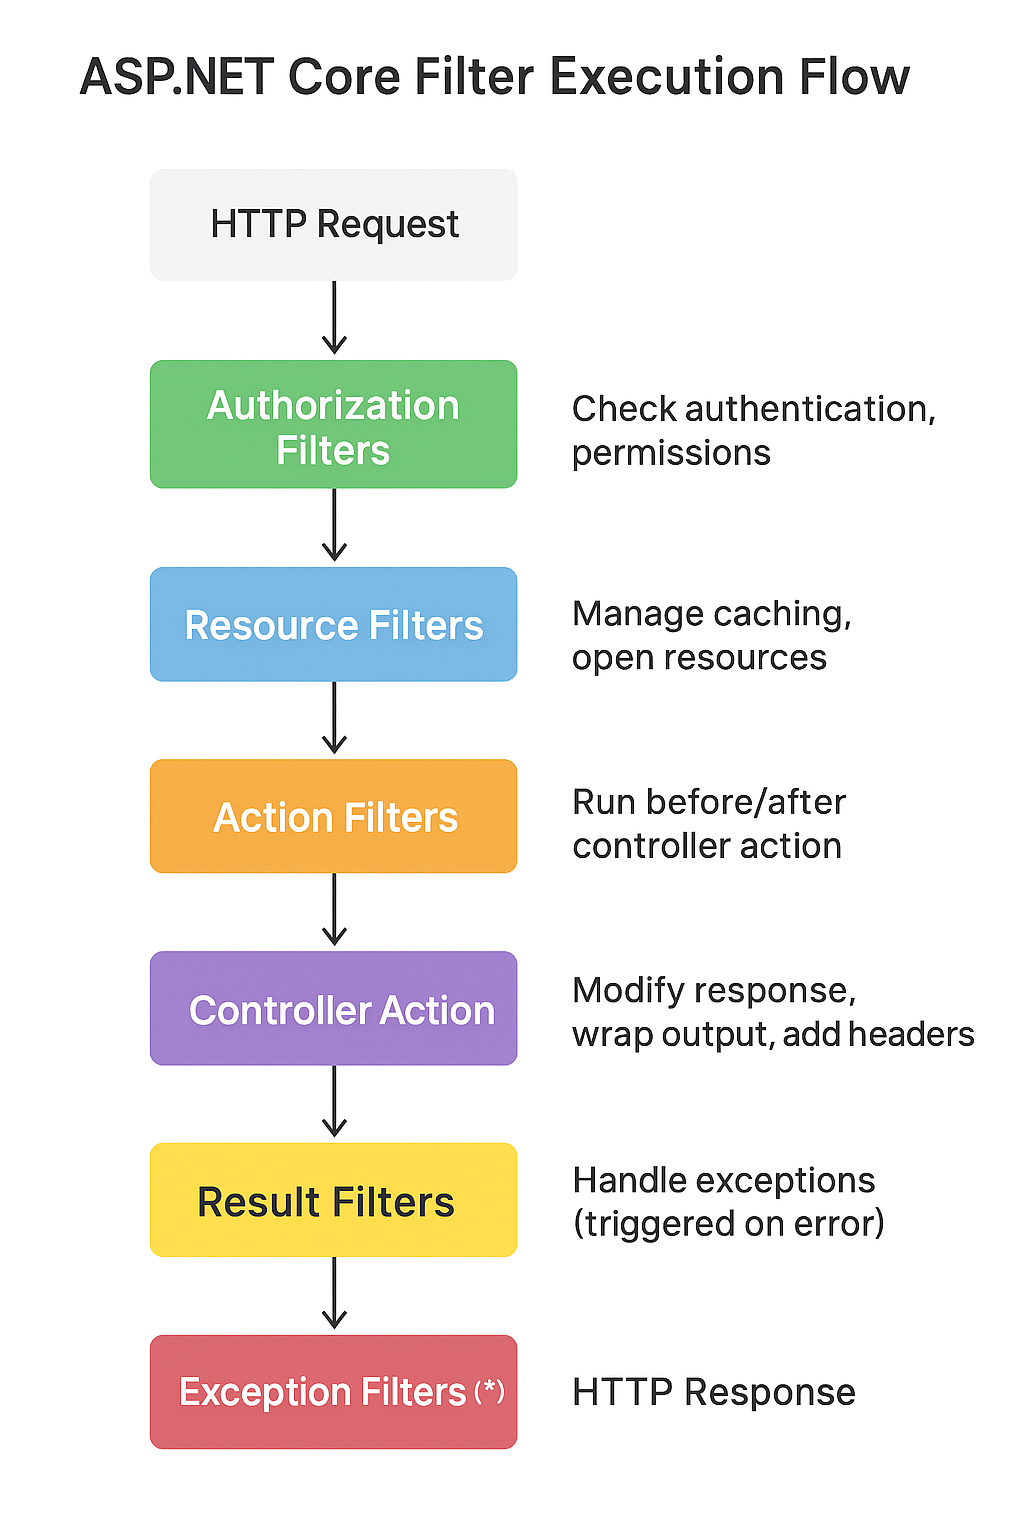 ASP.NET Core Filter Execution Flow
HTTP Request
Authorization
Filters
Check authentication,
permissions
Resource Filters
Manage caching,
open resources
Action Filters
Run before/after
controller action
Controller Action
Modify response,
wrap output, add headers
Result Filters
Handle exceptions
(triggered on error)
Exception Filters (*)
HTTP Response